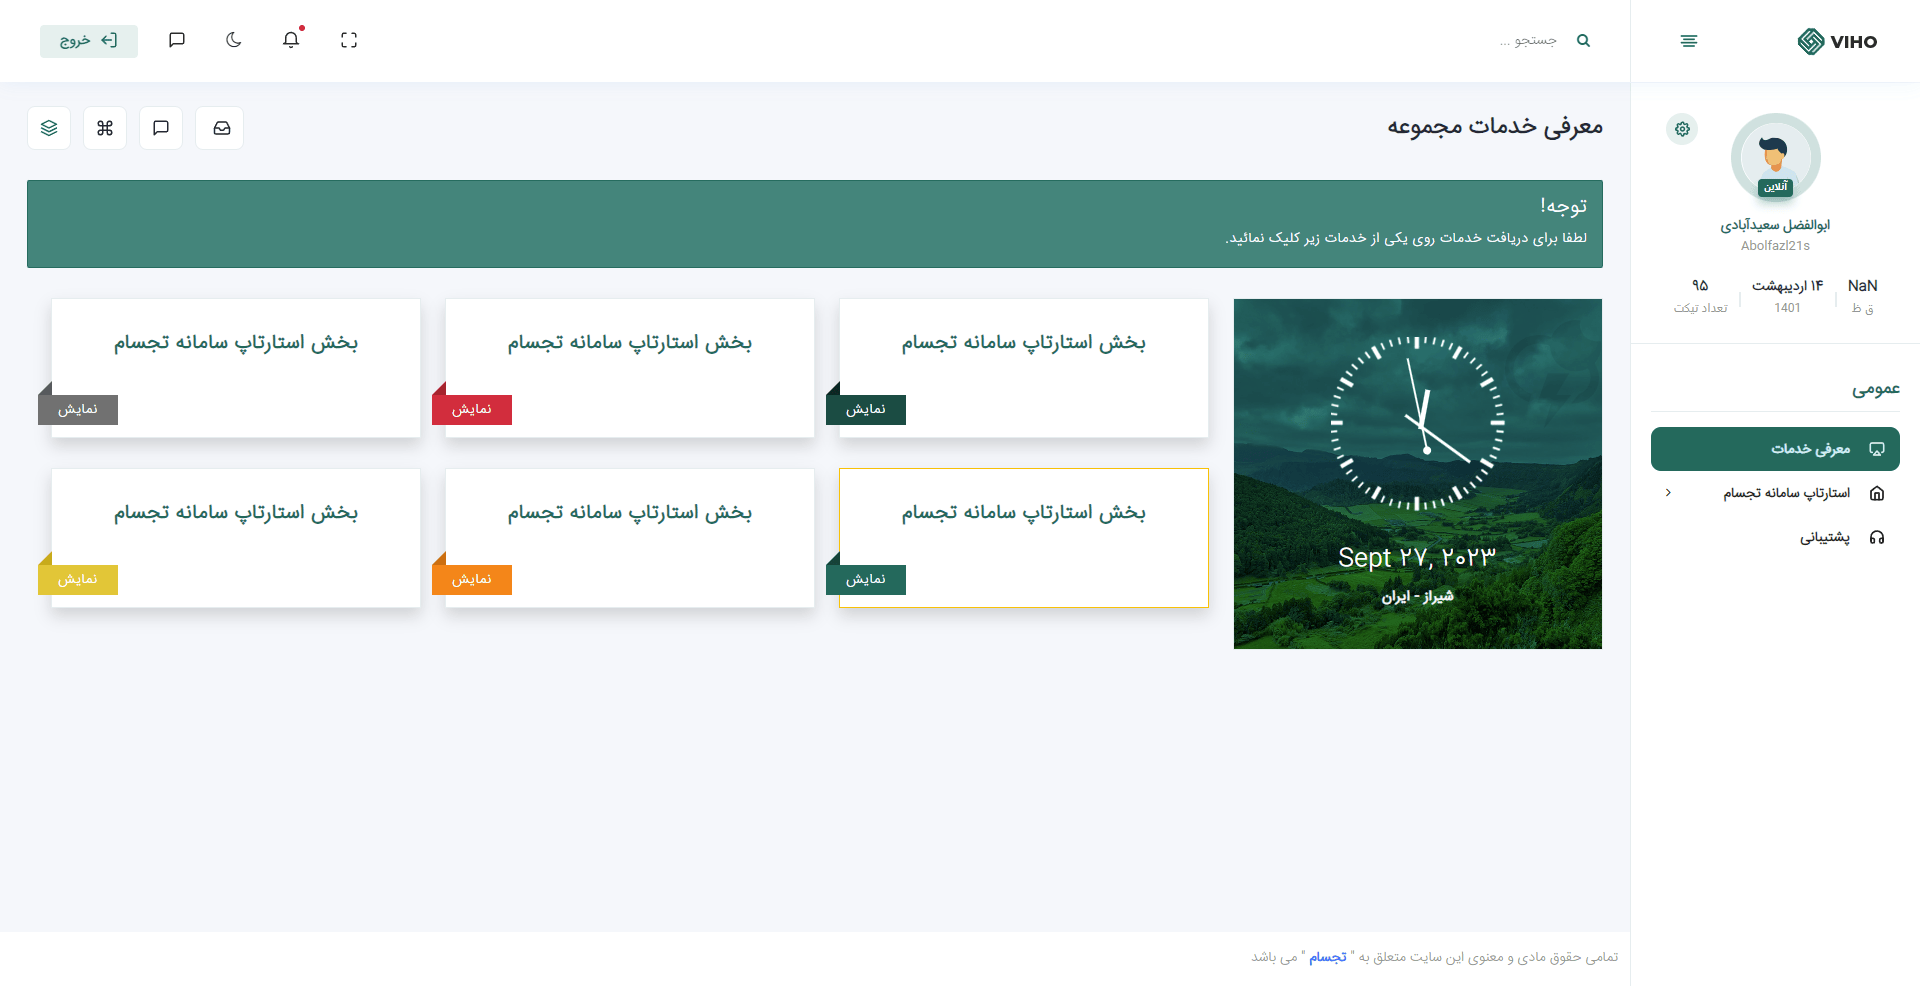 VIHO
جستجو ...
خروج
آنلاین
ابوالفضل سعیدآبادی
Abolfazl21s
NaN
ق ظ
۱۴ اردیبهشت
1401
۹۵
تعداد تیکت
عمومی
معرفی خدمات
استارتاپ سامانه تجسام
پشتیبانی
معرفی خدمات مجموعه
توجه!
لطفا برای دریافت خدمات روی یکی از خدمات زیر کلیک نمائید.
Sept ۲۷, ۲۰۲۳
شیراز - ایران
بخش استارتاپ سامانه تجسام
نمایش
بخش استارتاپ سامانه تجسام
نمایش
بخش استارتاپ سامانه تجسام
نمایش
بخش استارتاپ سامانه تجسام
نمایش
بخش استارتاپ سامانه تجسام
نمایش
بخش استارتاپ سامانه تجسام
نمایش
تمامی حقوق مادی و معنوی این سایت متعلق به " تجسام " می باشد